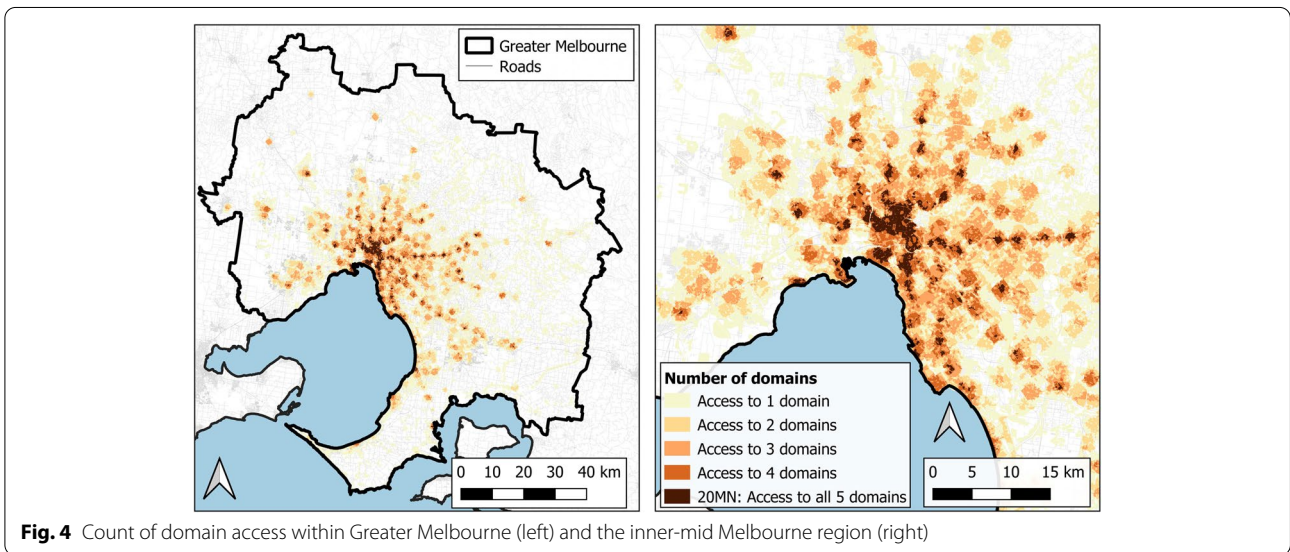 Greater Melbourne
Roads
0 10 20 30 40 km
Number of domains
Access to 1 domain
Access to 2 domains
Access to 3 domains
Access to 4 domains
20MN: Access to all 5 domains
0 5 10 15 km
Fig. 4 Count of domain access within Greater Melbourne (left) and the inner-mid Melbourne region (right)